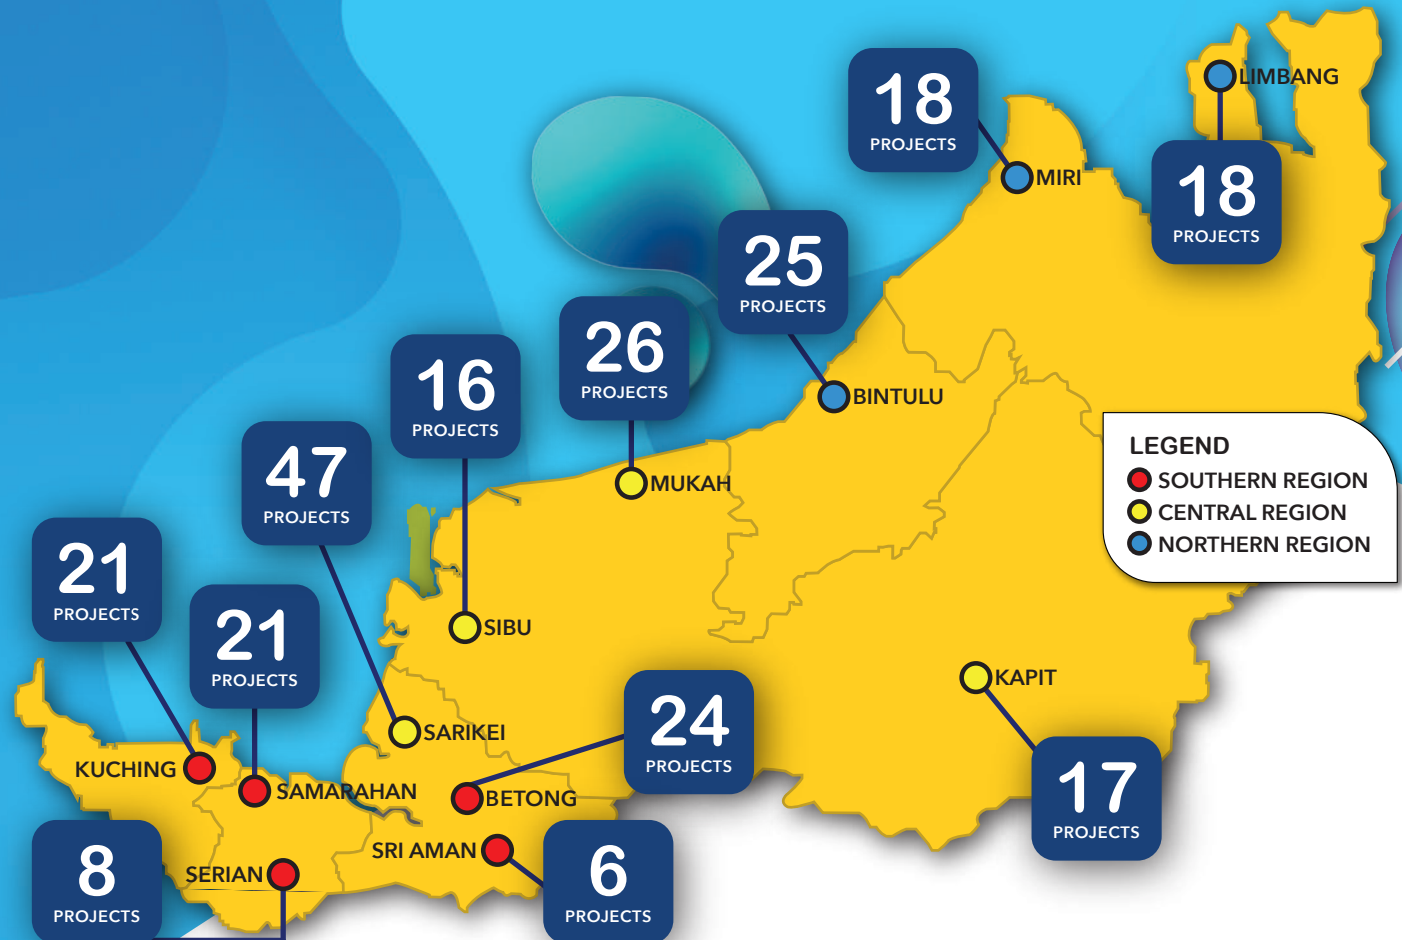 18
PROJECTS
LIMBANG
MIRI
18
PROJECTS
25
PROJECTS
26
PROJECTS
16
PROJECTS
BINTULU
47
PROJECTS
MUKAH
LEGEND
SOUTHERN REGION
CENTRAL REGION
NORTHERN REGION
21
PROJECTS
21
PROJECTS
SIBU
KAPIT
24
PROJECTS
SARIKEI
KUCHING
SAMARAHAN
BETONG
17
PROJECTS
SRI AMAN
SERIAN
8
PROJECTS
6
PROJECTS